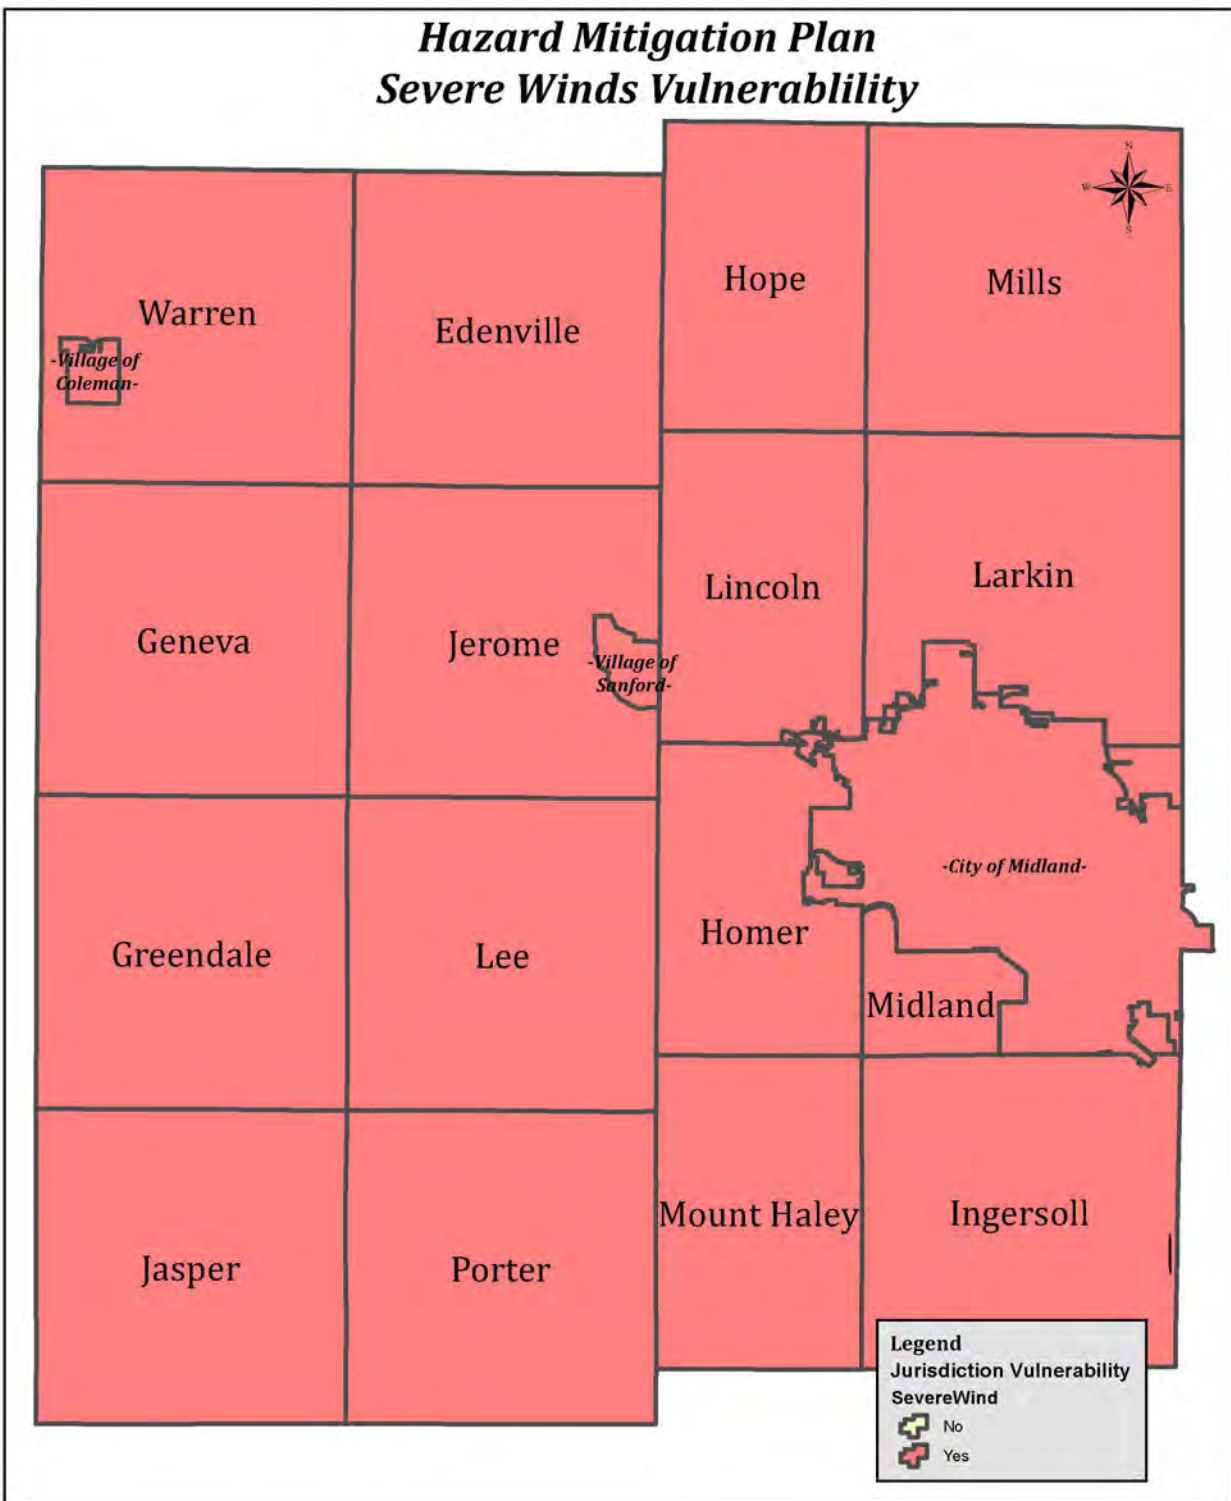 Hazard Mitigation Plan
Severe Winds Vulnerablility
N
W E
S
Hope
Mills
Warren
Edenville
-Village of
Coleman-
Lincoln
Larkin
Geneva
Jerome
-Village of
Sanford-
-City of Midland-
Homer
Greendale
Lee
Midland
Mount Haley
Ingersoll
Jasper
Porter
Legend
Jurisdiction Vulnerability
SevereWind
No
Yes